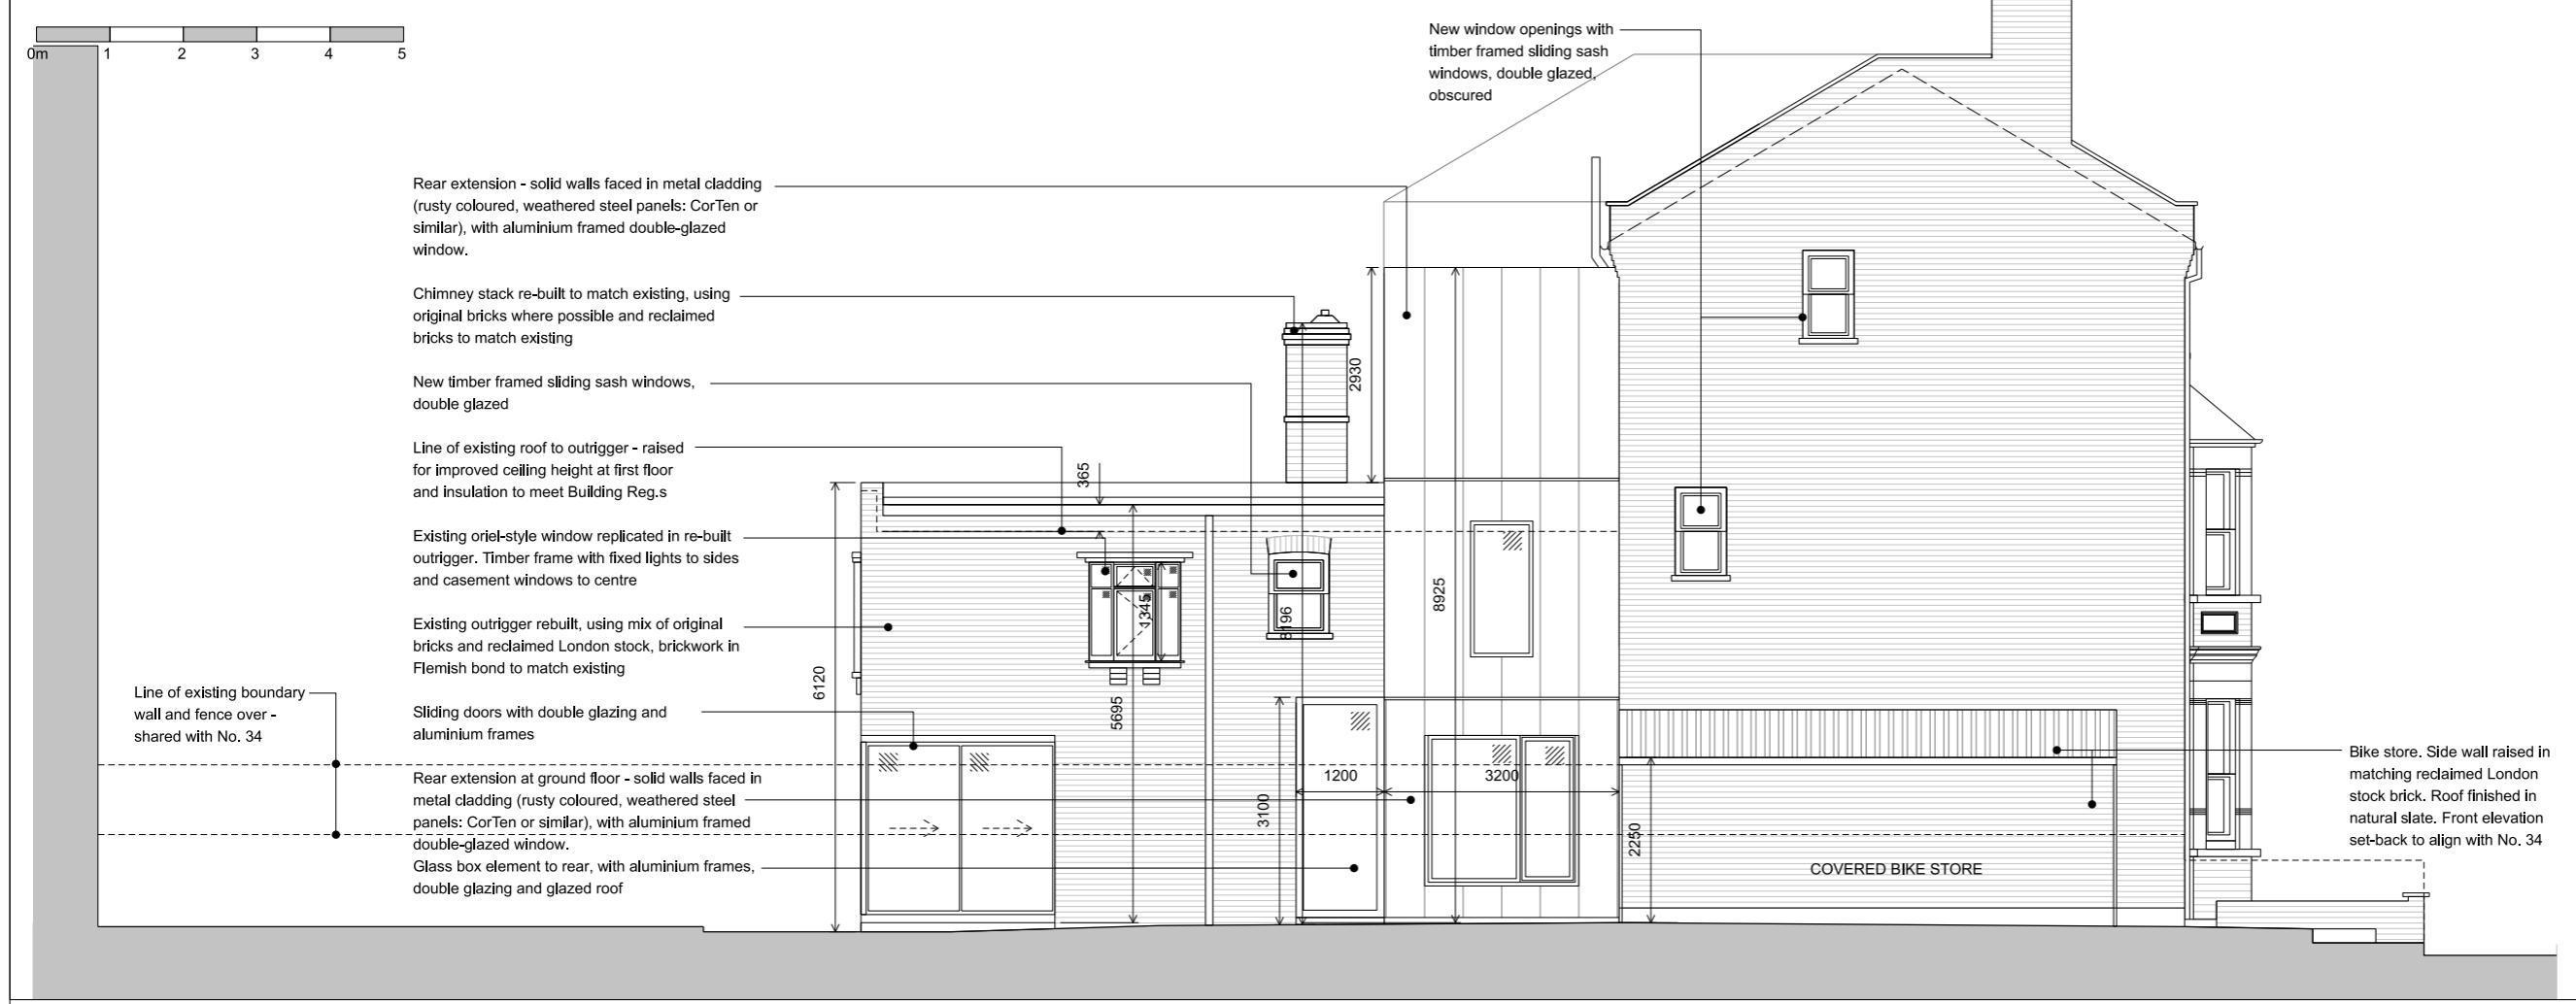 0m 1 2 3 4 5
New window openings with
timber framed sliding sash
windows, double glazed,
obscured
Rear extension - solid walls faced in metal cladding
(rusty coloured, weathered steel panels: CorTen or
similar), with aluminium framed double-glazed
window.
Chimney stack re-built to match existing, using
original bricks where possible and reclaimed
bricks to match existing
New timber framed sliding sash windows,
double glazed
Line of existing roof to outrigger - raised
for improved ceiling height at first floor
and insulation to meet Building Reg.s
Existing oriel-style window replicated in re-built
outrigger. Timber frame with fixed lights to sides
and casement windows to centre
Existing outrigger rebuilt, using mix of original
bricks and reclaimed London stock, brickwork in
Flemish bond to match existing
Line of existing boundary
wall and fence over -
shared with No. 34
Sliding doors with double glazing and
aluminium frames
Rear extension at ground floor - solid walls faced in
metal cladding (rusty coloured, weathered steel
panels: CorTen or similar), with aluminium framed
double-glazed window.
Glass box element to rear, with aluminium frames,
double glazing and glazed roof
2930
365
1345
8196
8925
6120
5695
1200
3200
3100
2250
COVERED BIKE STORE
Bike store. Side wall raised in
matching reclaimed London
stock brick. Roof finished in
natural slate. Front elevation
set-back to align with No. 34